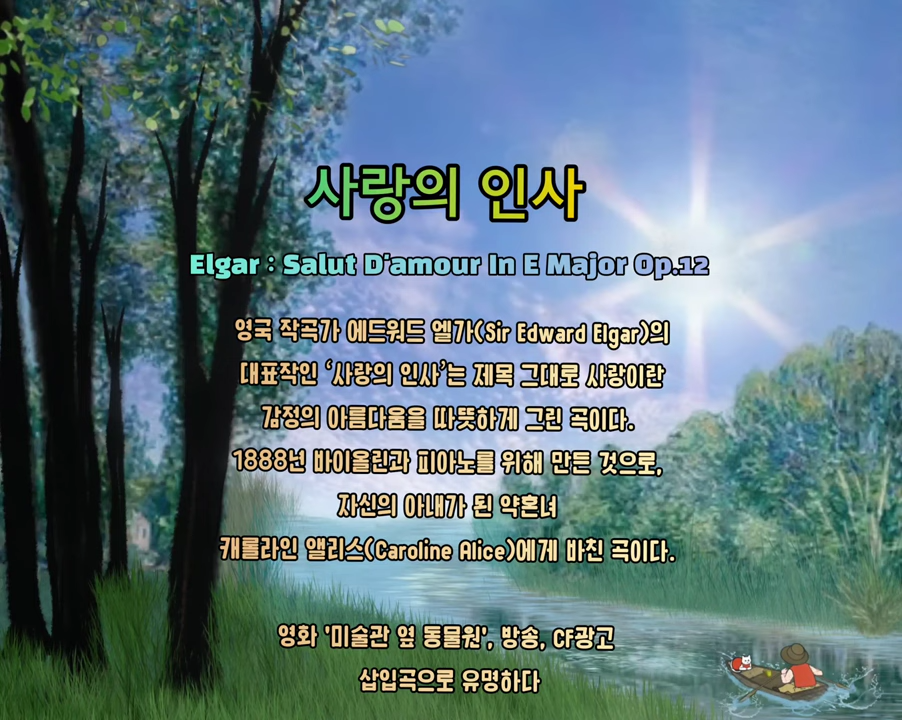 사랑의 인사
Elgar : Salut D'amour In E Major Op.12
영국 작곡가 에드워드 엘가(Sir Edward Elgar)의
대표작인 ‘사랑의 인사’는 제목 그대로 사랑이란
감정의 아름다움을 따뜻하게 그린 곡이다.
1888년 바이올린과 피아노를 위해 만든 것으로,
자신의 아내가 된 약혼녀
캐롤라인 앨리스(Caroline Alice)에게 바친 곡이다.
영화 '미술관 옆 동물원', 방송, CF광고
삽입곡으로 유명하다